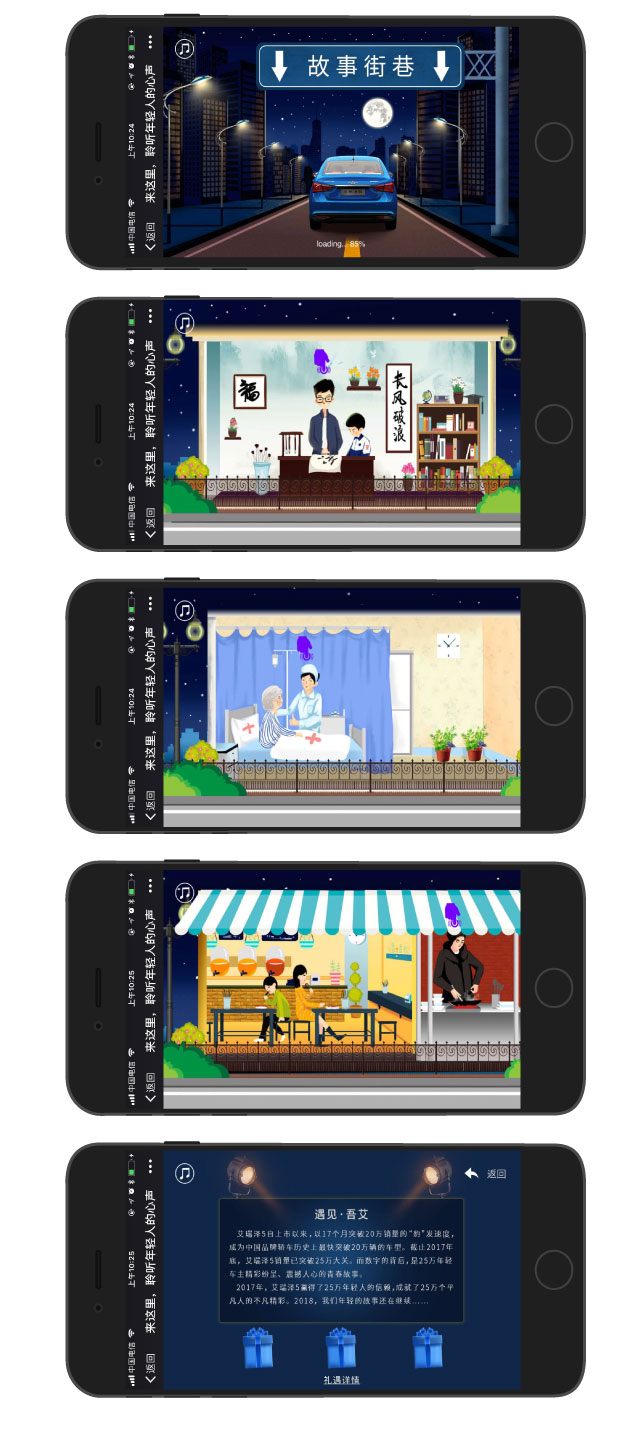 中国电信 上午10:24
返回 来这里，聆听年轻人的心声
故事街巷
loading... 85%
中国电信 上午10:24
返回 来这里，聆听年轻人的心声
福
长风破浪
中国电信 上午10:24
返回 来这里，聆听年轻人的心声
中国电信 上午10:25
返回 来这里，聆听年轻人的心声
中国电信 上午10:25
返回 来这里，聆听年轻人的心声
返回
遇见·吾艾
艾瑞泽5自上市以来，以17个月突破20万销量的“豹”发速度，
成为中国品牌轿车历史上最快突破20万辆的车型。截止2017年
底，艾瑞泽5销量已突破25万大关。而数字的背后，是25万年轻
车主精彩纷呈、震撼人心的青春故事。
2017年，艾瑞泽5赢得了25万年轻人的信赖，成就了25万个平
凡人的不凡精彩。2018，我们年轻的故事还在继续……
礼遇详情